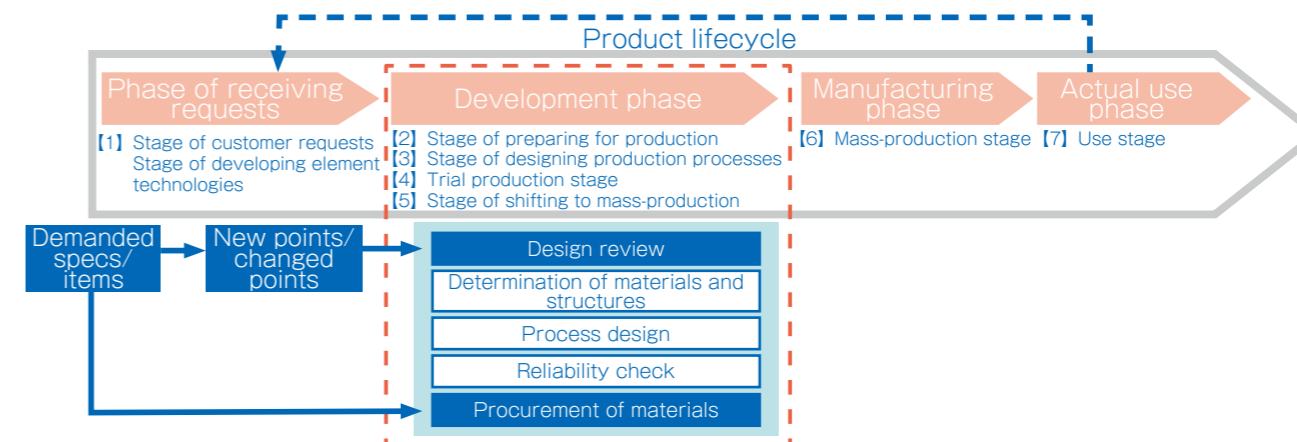 Product lifecycle
Phase of receiving
requests
Development phase
Manufacturing
phase
Actual use
phase
【1】Stage of customer requests
Stage of developing element
technologies
【2】Stage of preparing for production
【3】Stage of designing production processes
【4】Trial production stage
【5】Stage of shifting to mass-production
【6】Mass-production stage
【7】Use stage
Demanded
specs/
items
New points/
changed
points
Design review
Determination of materials and
structures
Process design
Reliability check
Procurement of materials